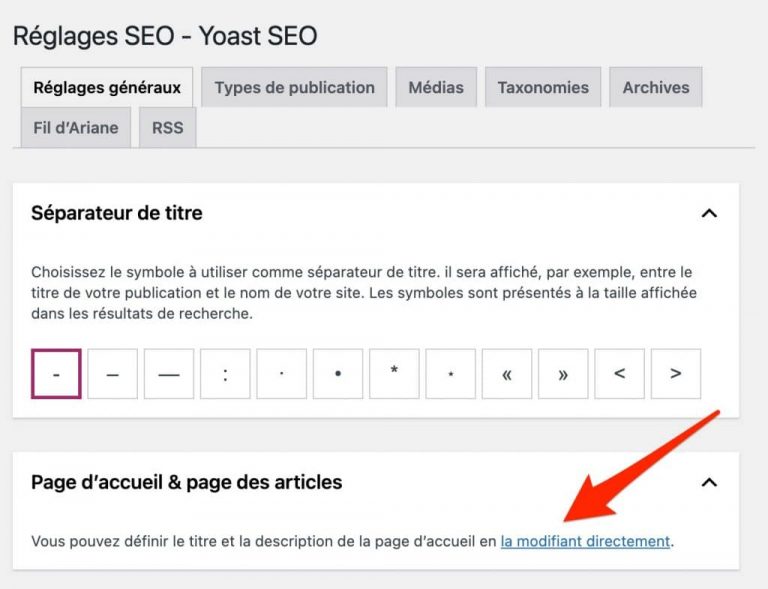 Réglages SEO - Yoast SEO
Réglages généraux Types de publication Médias Taxonomies Archives
Fil d’Ariane RSS
Séparateur de titre
Choisissez le symbole à utiliser comme séparateur de titre. il sera affiché, par exemple, entre le
titre de votre publication et le nom de votre site. Les symboles sont présentés à la taille affichée
dans les résultats de recherche.
- – — : · • * ⋆ « » < >
Page d’accueil & page des articles
Vous pouvez définir le titre et la description de la page d’accueil en la modifiant directement.